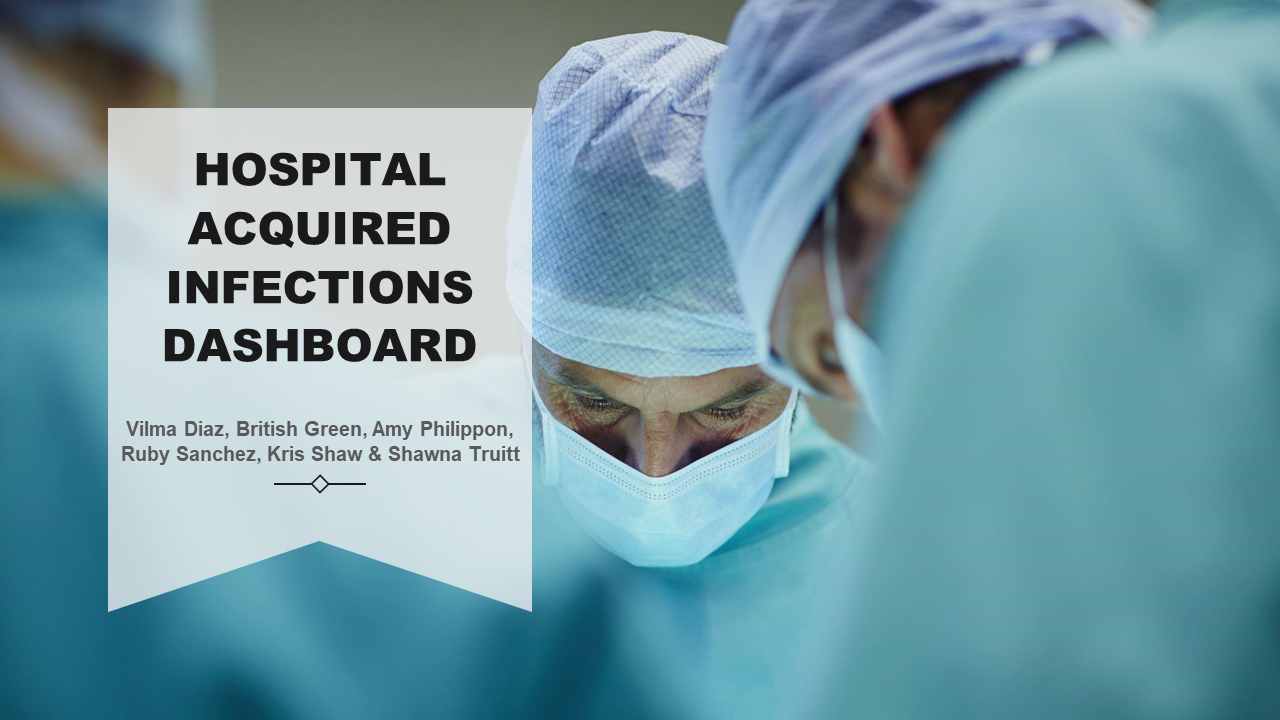 HOSPITAL
ACQUIRED
INFECTIONS
DASHBOARD
Vilma Diaz, British Green, Amy Philippon,
Ruby Sanchez, Kris Shaw & Shawna Truitt